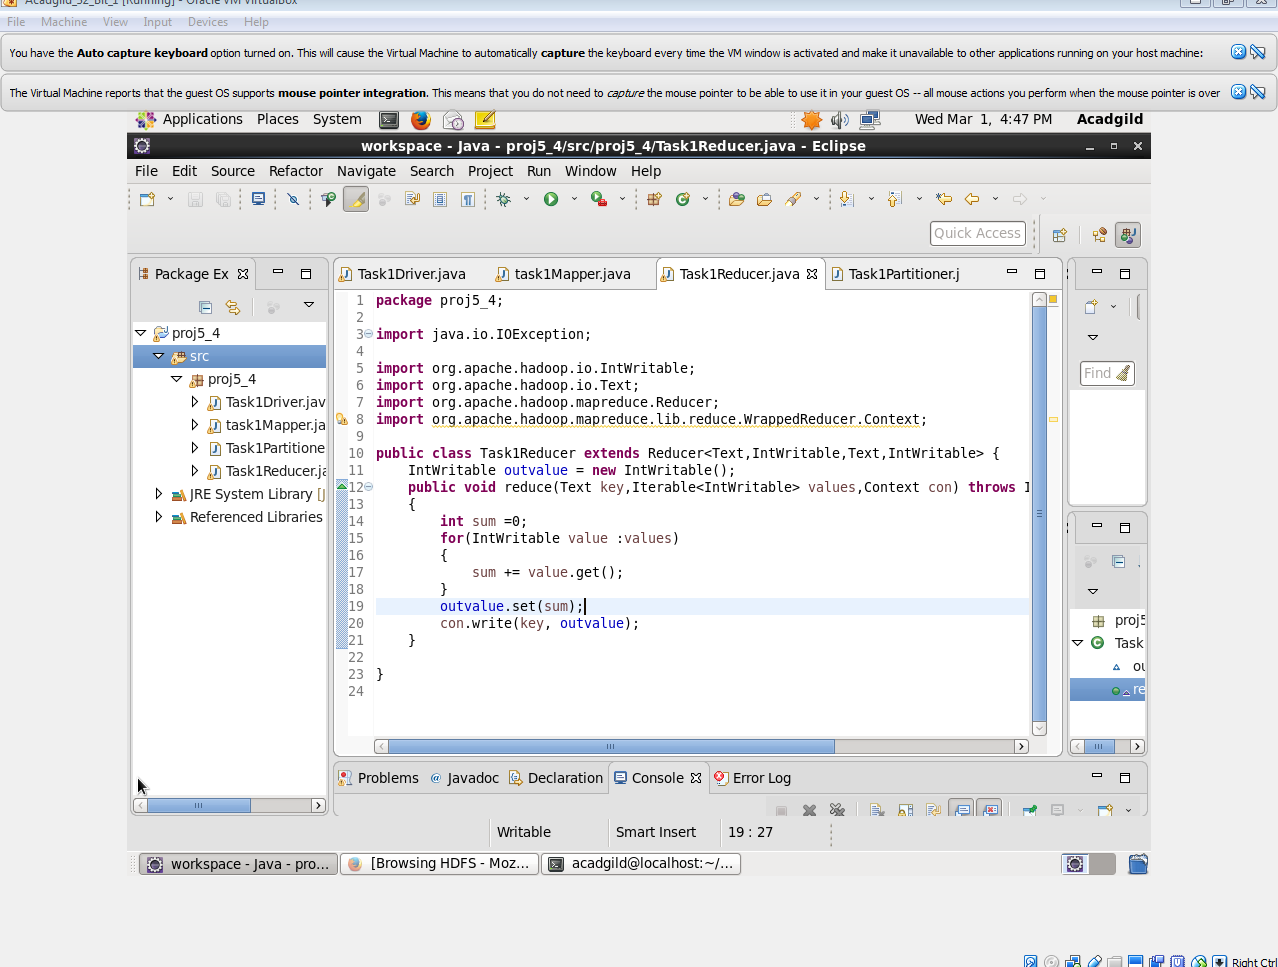 Acadgild_32_Bit_1 [Running] - Oracle VM VirtualBox
File Machine View Input Devices Help
You have the Auto capture keyboard option turned on. This will cause the Virtual Machine to automatically capture the keyboard every time the VM window is activated and make it unavailable to other applications running on your host machine:
The Virtual Machine reports that the guest OS supports mouse pointer integration. This means that you do not need to capture the mouse pointer to be able to use it in your guest OS -- all mouse actions you perform when the mouse pointer is over
Applications Places System Wed Mar 1, 4:47 PM Acadgild
workspace - Java - proj5_4/src/proj5_4/Task1Reducer.java - Eclipse
File Edit Source Refactor Navigate Search Project Run Window Help
Quick Access
Package Ex
Task1Driver.java task1Mapper.java Task1Reducer.java Task1Partitioner.j
proj5_4
src
proj5_4
Task1Driver.jav
task1Mapper.ja
Task1Partitione
Task1Reducer.ja
JRE System Library [J
Referenced Libraries
1 package proj5_4;
2
3 import java.io.IOException;
4
5 import org.apache.hadoop.io.IntWritable;
6 import org.apache.hadoop.io.Text;
7 import org.apache.hadoop.mapreduce.Reducer;
8 import org.apache.hadoop.mapreduce.lib.reduce.WrappedReducer.Context;
9
10 public class Task1Reducer extends Reducer<Text,IntWritable,Text,IntWritable> {
11 IntWritable outvalue = new IntWritable();
12 public void reduce(Text key,Iterable<IntWritable> values,Context con) throws I
13 {
14 int sum =0;
15 for(IntWritable value :values)
16 {
17 sum += value.get();
18 }
19 outvalue.set(sum);
20 con.write(key, outvalue);
21 }
22
23 }
24
Find
proj5
Task
ou
re
Problems Javadoc Declaration Console Error Log
Writable Smart Insert 19 : 27
workspace - Java - pro... [Browsing HDFS - Moz... acadgild@localhost:~/...
Right Ctrl